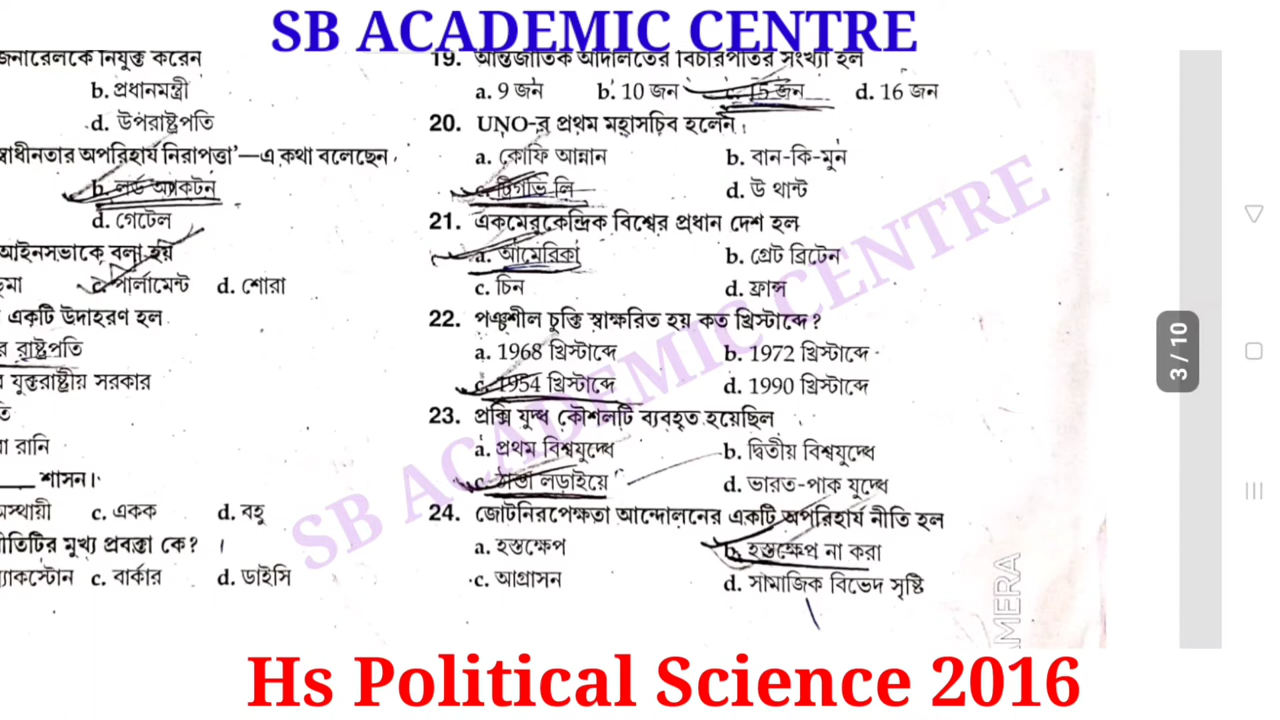 SB ACADEMIC CENTRE
জেনারেলকে নিযুক্ত করেন
b. প্রধানমন্ত্রী
d. উপরাষ্ট্রপতি
স্বাধীনতার অপরিহার্য নিরাপত্তা'—এ কথা বলেছেন
b. লর্ড অ্যাকটন
d. গেটেল
আইনসভাকে বলা হয়
c. পার্লামেন্ট d. শোরা
একটি উদাহরণ হল
র রাষ্ট্রপতি
যুক্তরাষ্ট্রীয় সরকার
তি
রানি
____ শাসন।
স্থায়ী c. একক d. বহু
নীতিটির মুখ্য প্রবক্তা কে?
ব্ল্যাকস্টোন c. বার্কার d. ডাইসি
19. আন্তর্জাতিক আদালতের বিচারপতির সংখ্যা হল
a. 9 জন b. 10 জন c. 15 জন d. 16 জন
20. UNO-র প্রথম মহাসচিব হলেন
a. কোফি আন্নান b. বান-কি-মুন
c. ট্রিগভি লি d. উ থান্ট
21. একমেরুকেন্দ্রিক বিশ্বের প্রধান দেশ হল
a. আমেরিকা b. গ্রেট ব্রিটেন
c. চিন d. ফ্রান্স
22. পঞ্চশীল চুক্তি স্বাক্ষরিত হয় কত খ্রিস্টাব্দে?
a. 1968 খ্রিস্টাব্দে b. 1972 খ্রিস্টাব্দে
c. 1954 খ্রিস্টাব্দে d. 1990 খ্রিস্টাব্দে
23. প্রক্সি যুদ্ধ কৌশলটি ব্যবহৃত হয়েছিল
a. প্রথম বিশ্বযুদ্ধে b. দ্বিতীয় বিশ্বযুদ্ধে
c. ঠান্ডা লড়াইয়ে d. ভারত-পাক যুদ্ধে
24. জোটনিরপেক্ষতা আন্দোলনের একটি অপরিহার্য নীতি হল
a. হস্তক্ষেপ b. হস্তক্ষেপ না করা
c. আগ্রাসন d. সামাজিক বিভেদ সৃষ্টি
SB ACADEMIC CENTRE
3 / 10
Hs Political Science 2016